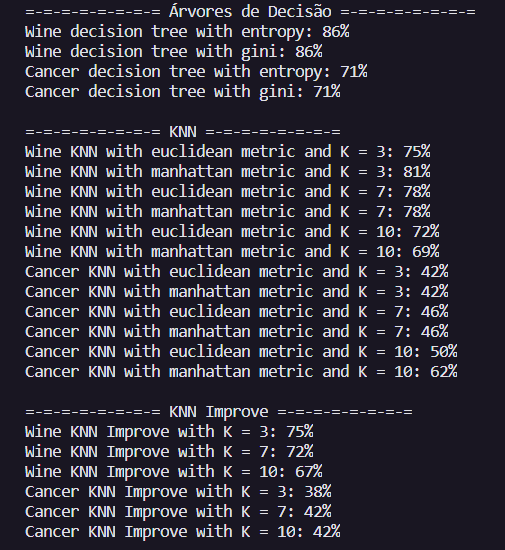 =-=-=-=-=-=-= Árvores de Decisão =-=-=-=-=-=-=
Wine decision tree with entropy: 86%
Wine decision tree with gini: 86%
Cancer decision tree with entropy: 71%
Cancer decision tree with gini: 71%
=-=-=-=-=-=-= KNN =-=-=-=-=-=-=
Wine KNN with euclidean metric and K = 3: 75%
Wine KNN with manhattan metric and K = 3: 81%
Wine KNN with euclidean metric and K = 7: 78%
Wine KNN with manhattan metric and K = 7: 78%
Wine KNN with euclidean metric and K = 10: 72%
Wine KNN with manhattan metric and K = 10: 69%
Cancer KNN with euclidean metric and K = 3: 42%
Cancer KNN with manhattan metric and K = 3: 42%
Cancer KNN with euclidean metric and K = 7: 46%
Cancer KNN with manhattan metric and K = 7: 46%
Cancer KNN with euclidean metric and K = 10: 50%
Cancer KNN with manhattan metric and K = 10: 62%
=-=-=-=-=-=-= KNN Improve =-=-=-=-=-=-=
Wine KNN Improve with K = 3: 75%
Wine KNN Improve with K = 7: 72%
Wine KNN Improve with K = 10: 67%
Cancer KNN Improve with K = 3: 38%
Cancer KNN Improve with K = 7: 42%
Cancer KNN Improve with K = 10: 42%